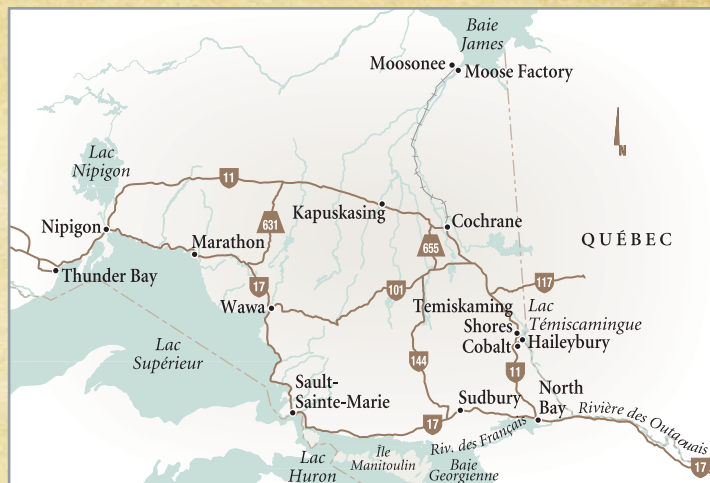 Baie
James
Moosonee
Moose Factory
Lac
Nipigon
N
11
631
Kapuskasing
Cochrane
655
QUÉBEC
Nipigon
Marathon
Thunder Bay
17
101
117
Wawa
Temiskaming
Shores
Lac
Témiscamingue
Haileybury
Cobalt
Lac
Supérieur
144
11
Sault-
Sainte-Marie
Sudbury
North
Bay
17
Riv. des Français
Rivière des Outaouais
17
Lac
Huron
Île
Manitoulin
Baie
Georgienne